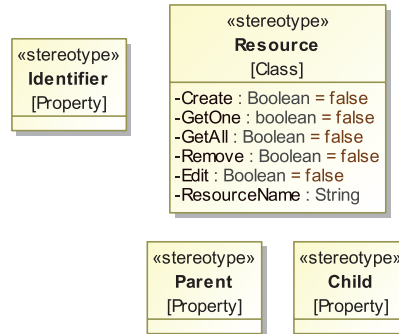 «stereotype»
Identifier
[Property]
«stereotype»
Resource
[Class]
-Create : Boolean = false
-GetOne : boolean = false
-GetAll : Boolean = false
-Remove : Boolean = false
-Edit : Boolean = false
-ResourceName : String
«stereotype»
Parent
[Property]
«stereotype»
Child
[Property]